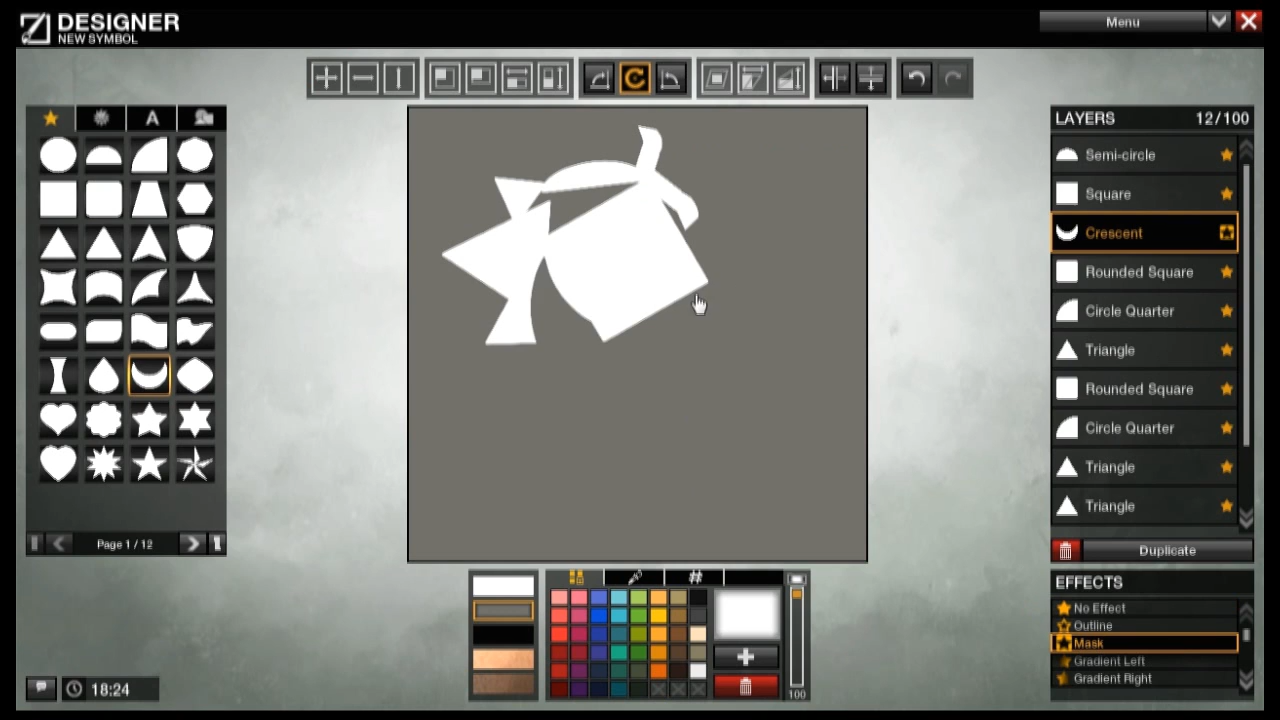 DESIGNER
NEW SYMBOL
Menu
A
LAYERS 12/100
Semi-circle
Square
Crescent
Rounded Square
Circle Quarter
Triangle
Rounded Square
Circle Quarter
Triangle
Triangle
Page 1 / 12
Duplicate
EFFECTS
No Effect
Outline
Mask
Gradient Left
Gradient Right
#
100
18:24